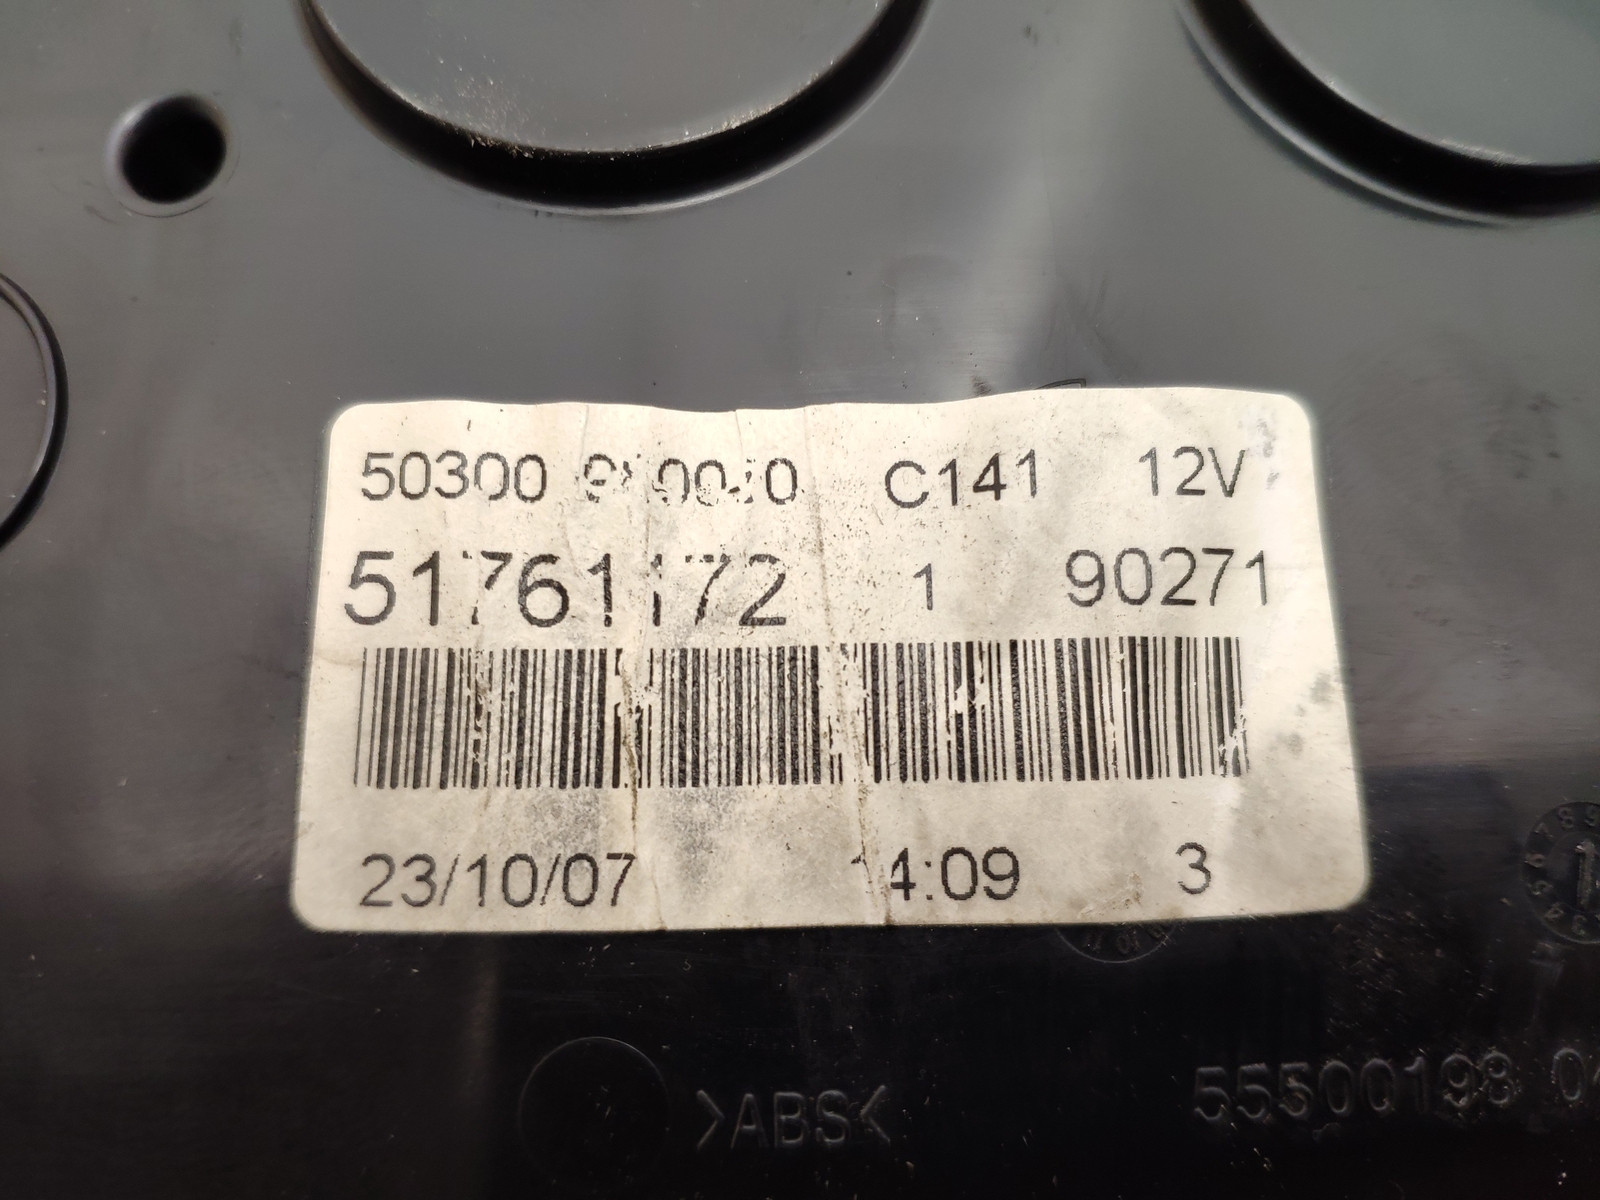 50300 C141 12V
51761172 1 90271
23/10/07 14:09 3
>ABS<
55500198